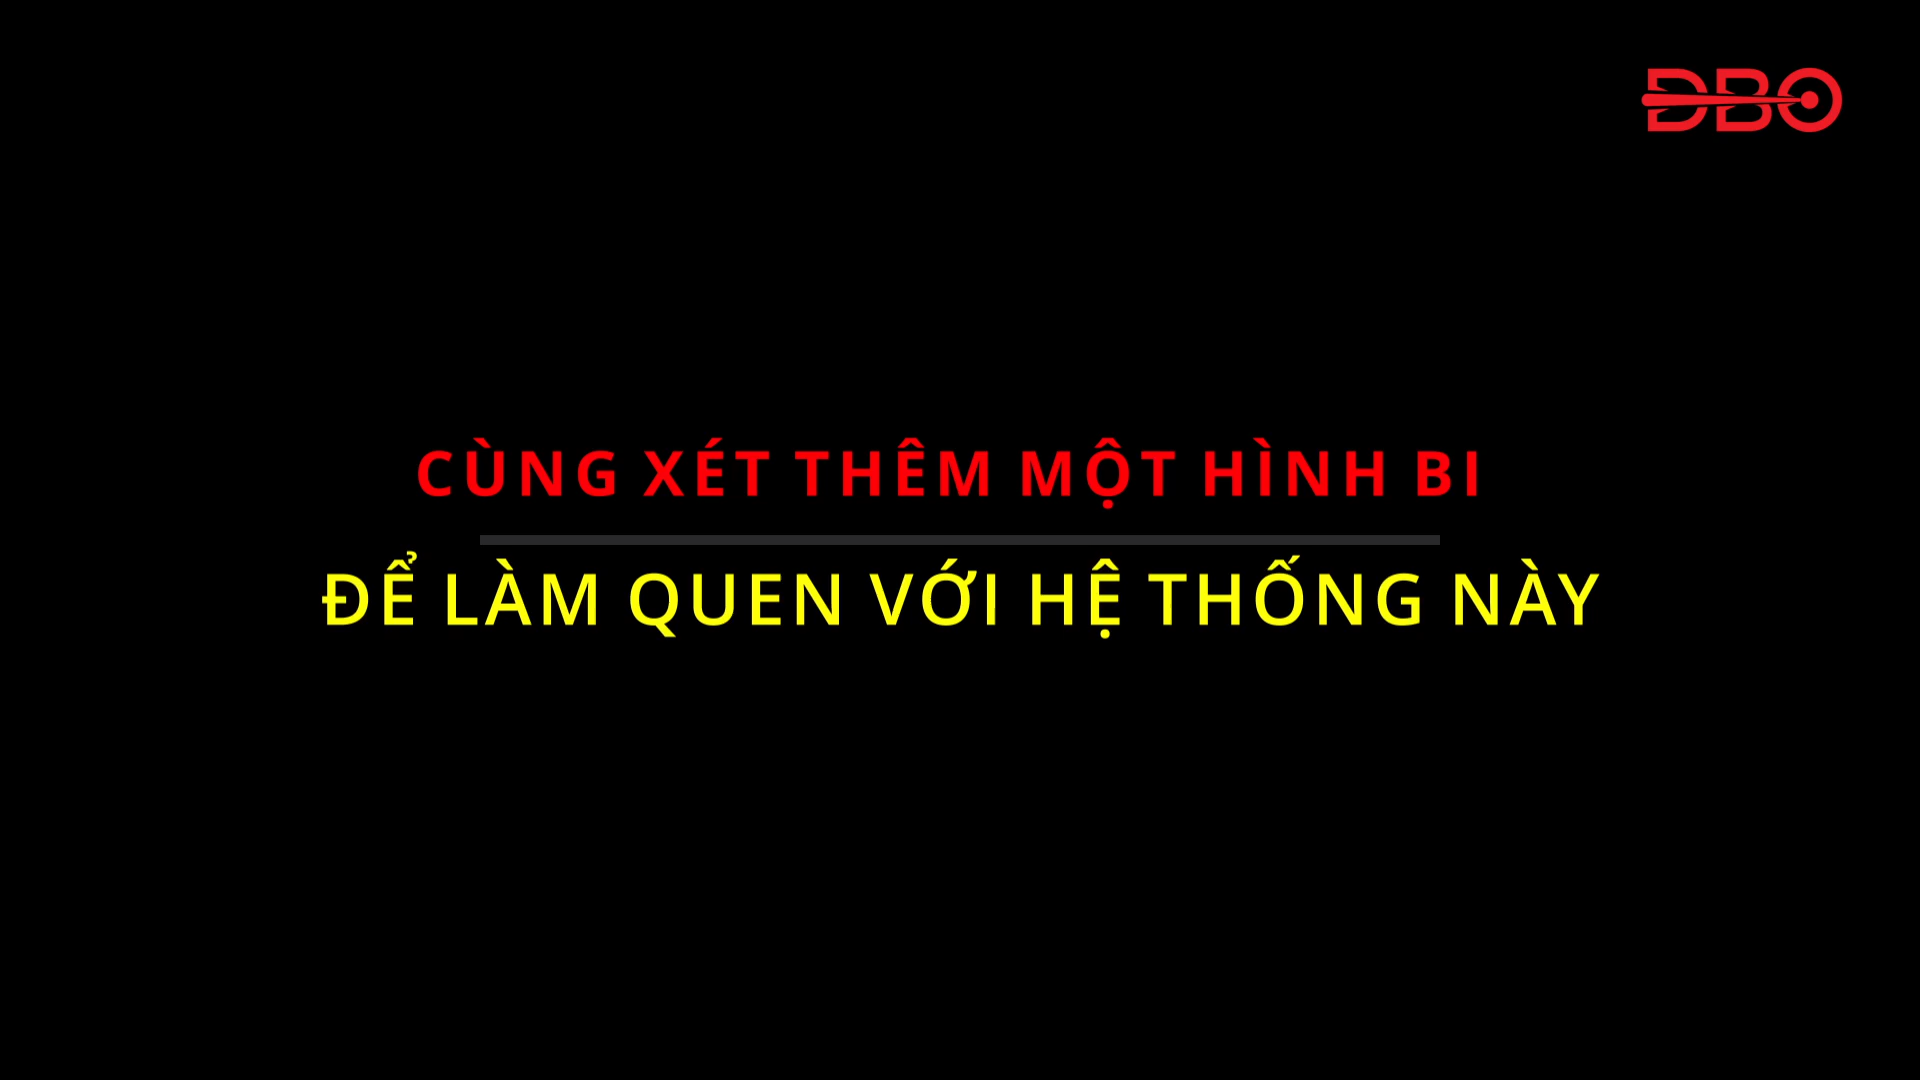 DBO
CÙNG XÉT THÊM MỘT HÌNH BI
ĐỂ LÀM QUEN VỚI HỆ THỐNG NÀY